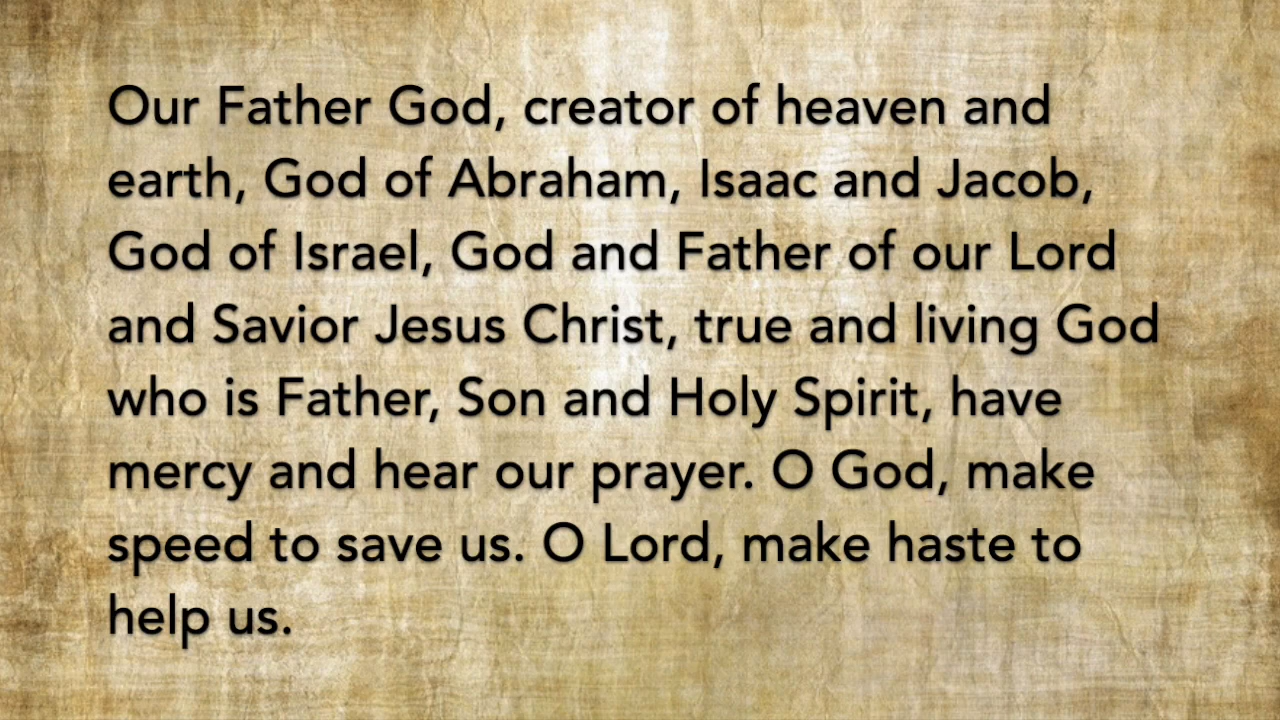 Our Father God, creator of heaven and
earth, God of Abraham, Isaac and Jacob,
God of Israel, God and Father of our Lord
and Savior Jesus Christ, true and living God
who is Father, Son and Holy Spirit, have
mercy and hear our prayer. O God, make
speed to save us. O Lord, make haste to
help us.